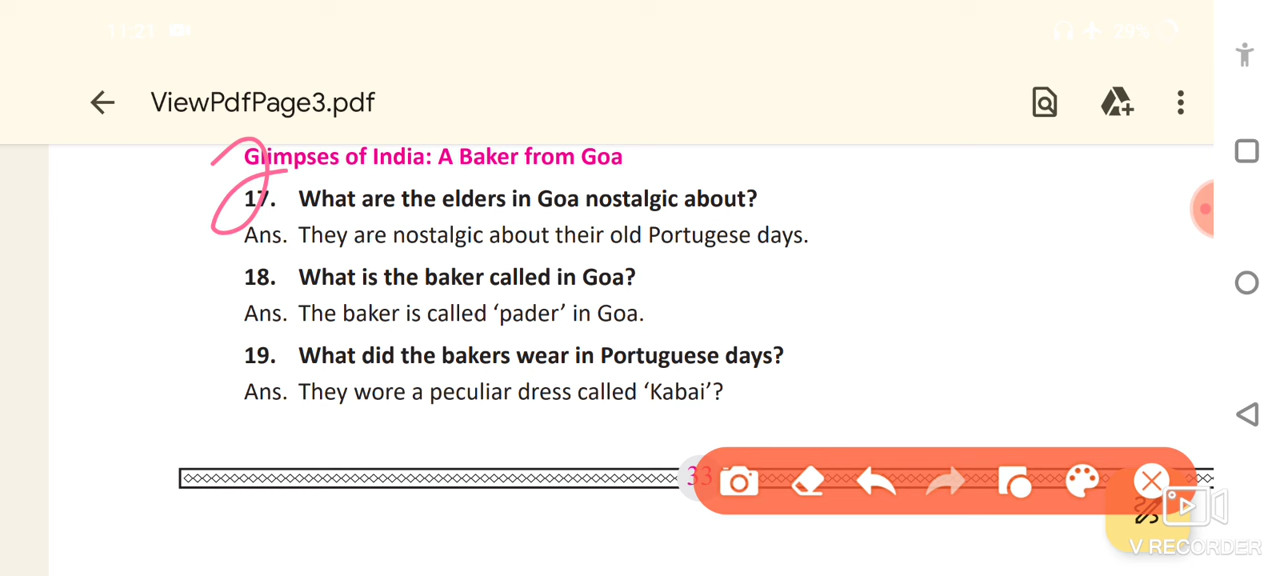 11:21
29%
ViewPdfPage3.pdf
Glimpses of India: A Baker from Goa
17. What are the elders in Goa nostalgic about?
Ans. They are nostalgic about their old Portugese days.
18. What is the baker called in Goa?
Ans. The baker is called ‘pader’ in Goa.
19. What did the bakers wear in Portuguese days?
Ans. They wore a peculiar dress called ‘Kabai’?
33
V RECORDER